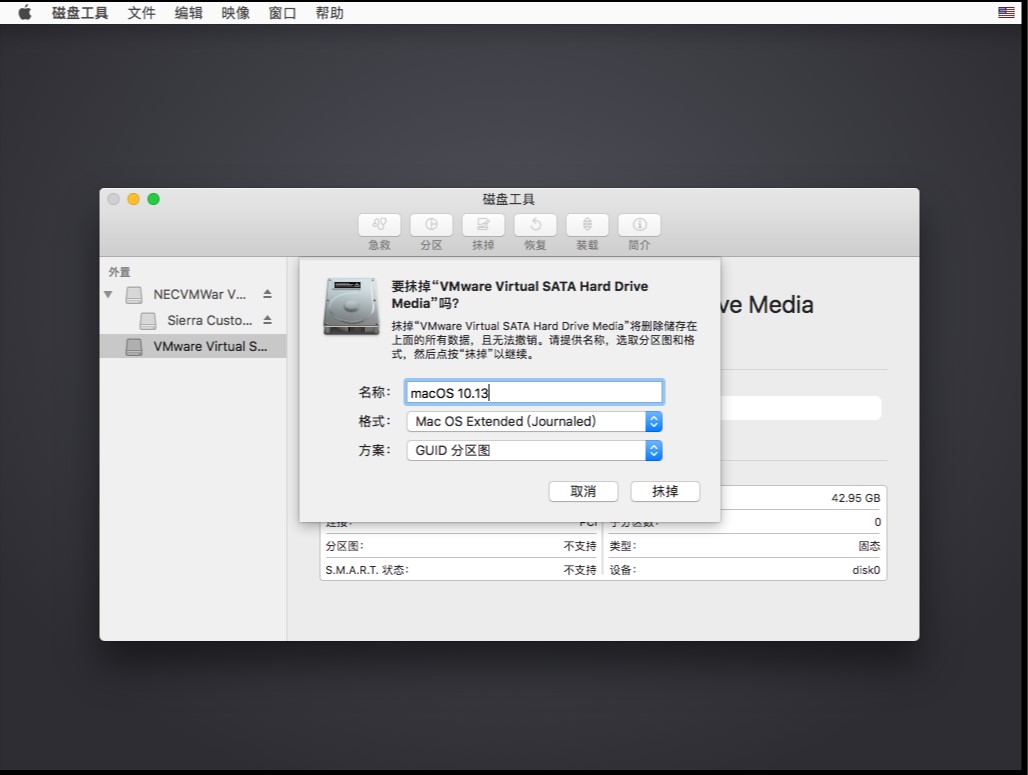 磁盘工具 文件 编辑 映像 窗口 帮助
磁盘工具
急救 分区 抹掉 恢复 装载 简介
外置
NECVMWar V...
Sierra Custo...
VMware Virtual S...
要抹掉“VMware Virtual SATA Hard Drive
Media”吗?
抹掉“VMware Virtual SATA Hard Drive Media”将删除储存在
上面的所有数据，且无法撤销。请提供名称，选取分区图和格
式，然后点按“抹掉”以继续。
ve Media
名称： macOS 10.13
格式： Mac OS Extended (Journaled)
方案： GUID 分区图
取消 抹掉
42.95 GB
连接： PCI 子分区数： 0
分区图： 不支持 类型： 固态
S.M.A.R.T. 状态： 不支持 设备： disk0